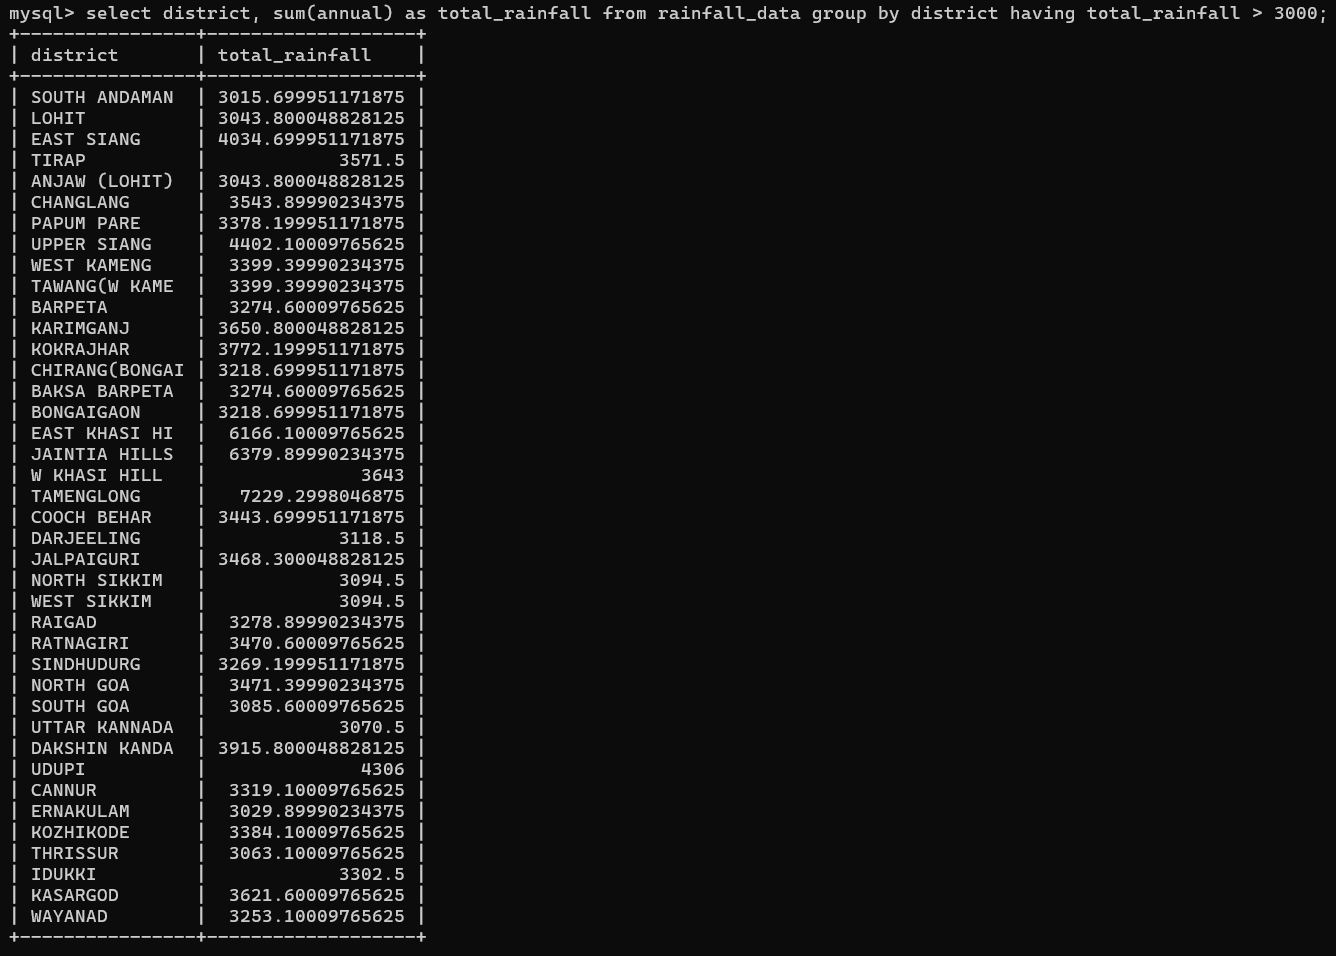 mysql> select district, sum(annual) as total_rainfall from rainfall_data group by district having total_rainfall > 3000;
+----------------+-------------------+
| district       | total_rainfall    |
+----------------+-------------------+
| SOUTH ANDAMAN  | 3015.699951171875 |
| LOHIT          | 3043.800048828125 |
| EAST SIANG     | 4034.699951171875 |
| TIRAP          |            3571.5 |
| ANJAW (LOHIT)  | 3043.800048828125 |
| CHANGLANG      |  3543.89990234375 |
| PAPUM PARE     | 3378.199951171875 |
| UPPER SIANG    |  4402.10009765625 |
| WEST KAMENG    |  3399.39990234375 |
| TAWANG(W KAME  |  3399.39990234375 |
| BARPETA        |  3274.60009765625 |
| KARIMGANJ      | 3650.800048828125 |
| KOKRAJHAR      | 3772.199951171875 |
| CHIRANG(BONGAI | 3218.699951171875 |
| BAKSA BARPETA  |  3274.60009765625 |
| BONGAIGAON     | 3218.699951171875 |
| EAST KHASI HI  |  6166.10009765625 |
| JAINTIA HILLS  |  6379.89990234375 |
| W KHASI HILL   |              3643 |
| TAMENGLONG     |   7229.2998046875 |
| COOCH BEHAR    | 3443.699951171875 |
| DARJEELING     |            3118.5 |
| JALPAIGURI     | 3468.300048828125 |
| NORTH SIKKIM   |            3094.5 |
| WEST SIKKIM    |            3094.5 |
| RAIGAD         |  3278.89990234375 |
| RATNAGIRI      |  3470.60009765625 |
| SINDHUDURG     | 3269.199951171875 |
| NORTH GOA      |  3471.39990234375 |
| SOUTH GOA      |  3085.60009765625 |
| UTTAR KANNADA  |            3070.5 |
| DAKSHIN KANDA  | 3915.800048828125 |
| UDUPI          |              4306 |
| CANNUR         |  3319.10009765625 |
| ERNAKULAM      |  3029.89990234375 |
| KOZHIKODE      |  3384.10009765625 |
| THRISSUR       |  3063.10009765625 |
| IDUKKI         |            3302.5 |
| KASARGOD       |  3621.60009765625 |
| WAYANAD        |  3253.10009765625 |
+----------------+-------------------+